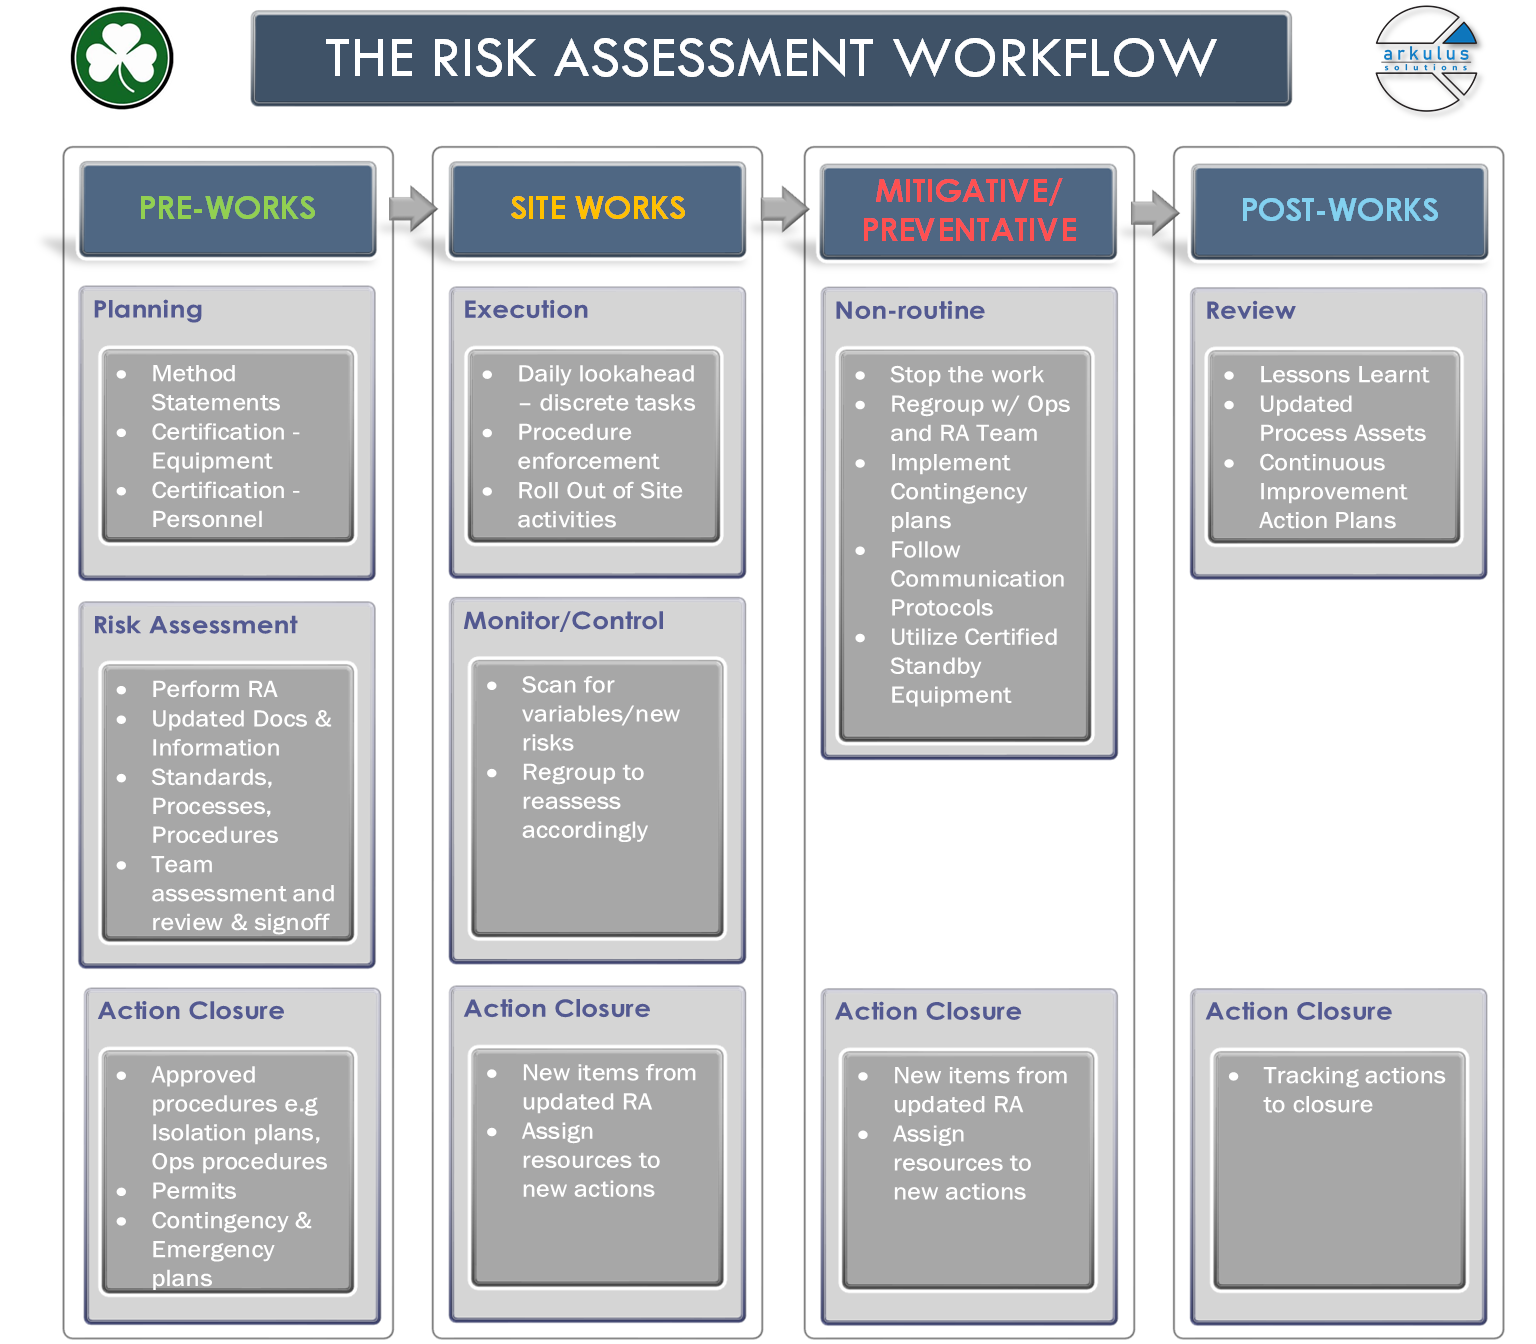 THE RISK ASSESSMENT WORKFLOW
arkulus
solutions
PRE-WORKS
Planning
• Method
Statements
• Certification -
Equipment
• Certification -
Personnel
Risk Assessment
• Perform RA
• Updated Docs &
Information
• Standards,
Processes,
Procedures
• Team
assessment and
review & signoff
Action Closure
• Approved
procedures e.g
Isolation plans,
Ops procedures
• Permits
• Contingency &
Emergency
plans
SITE WORKS
Execution
• Daily lookahead
– discrete tasks
• Procedure
enforcement
• Roll Out of Site
activities
Monitor/Control
• Scan for
variables/new
risks
• Regroup to
reassess
accordingly
Action Closure
• New items from
updated RA
• Assign
resources to
new actions
MITIGATIVE/
PREVENTATIVE
Non-routine
• Stop the work
• Regroup w/ Ops
and RA Team
• Implement
Contingency
plans
• Follow
Communication
Protocols
• Utilize Certified
Standby
Equipment
Action Closure
• New items from
updated RA
• Assign
resources to
new actions
POST-WORKS
Review
• Lessons Learnt
• Updated
Process Assets
• Continuous
Improvement
Action Plans
Action Closure
• Tracking actions
to closure